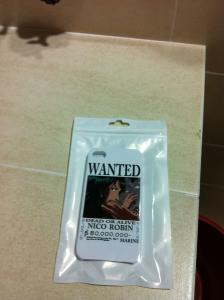 WANTED
DEAD OR ALIVE
NICO ROBIN
฿80,000,000-
MARINE